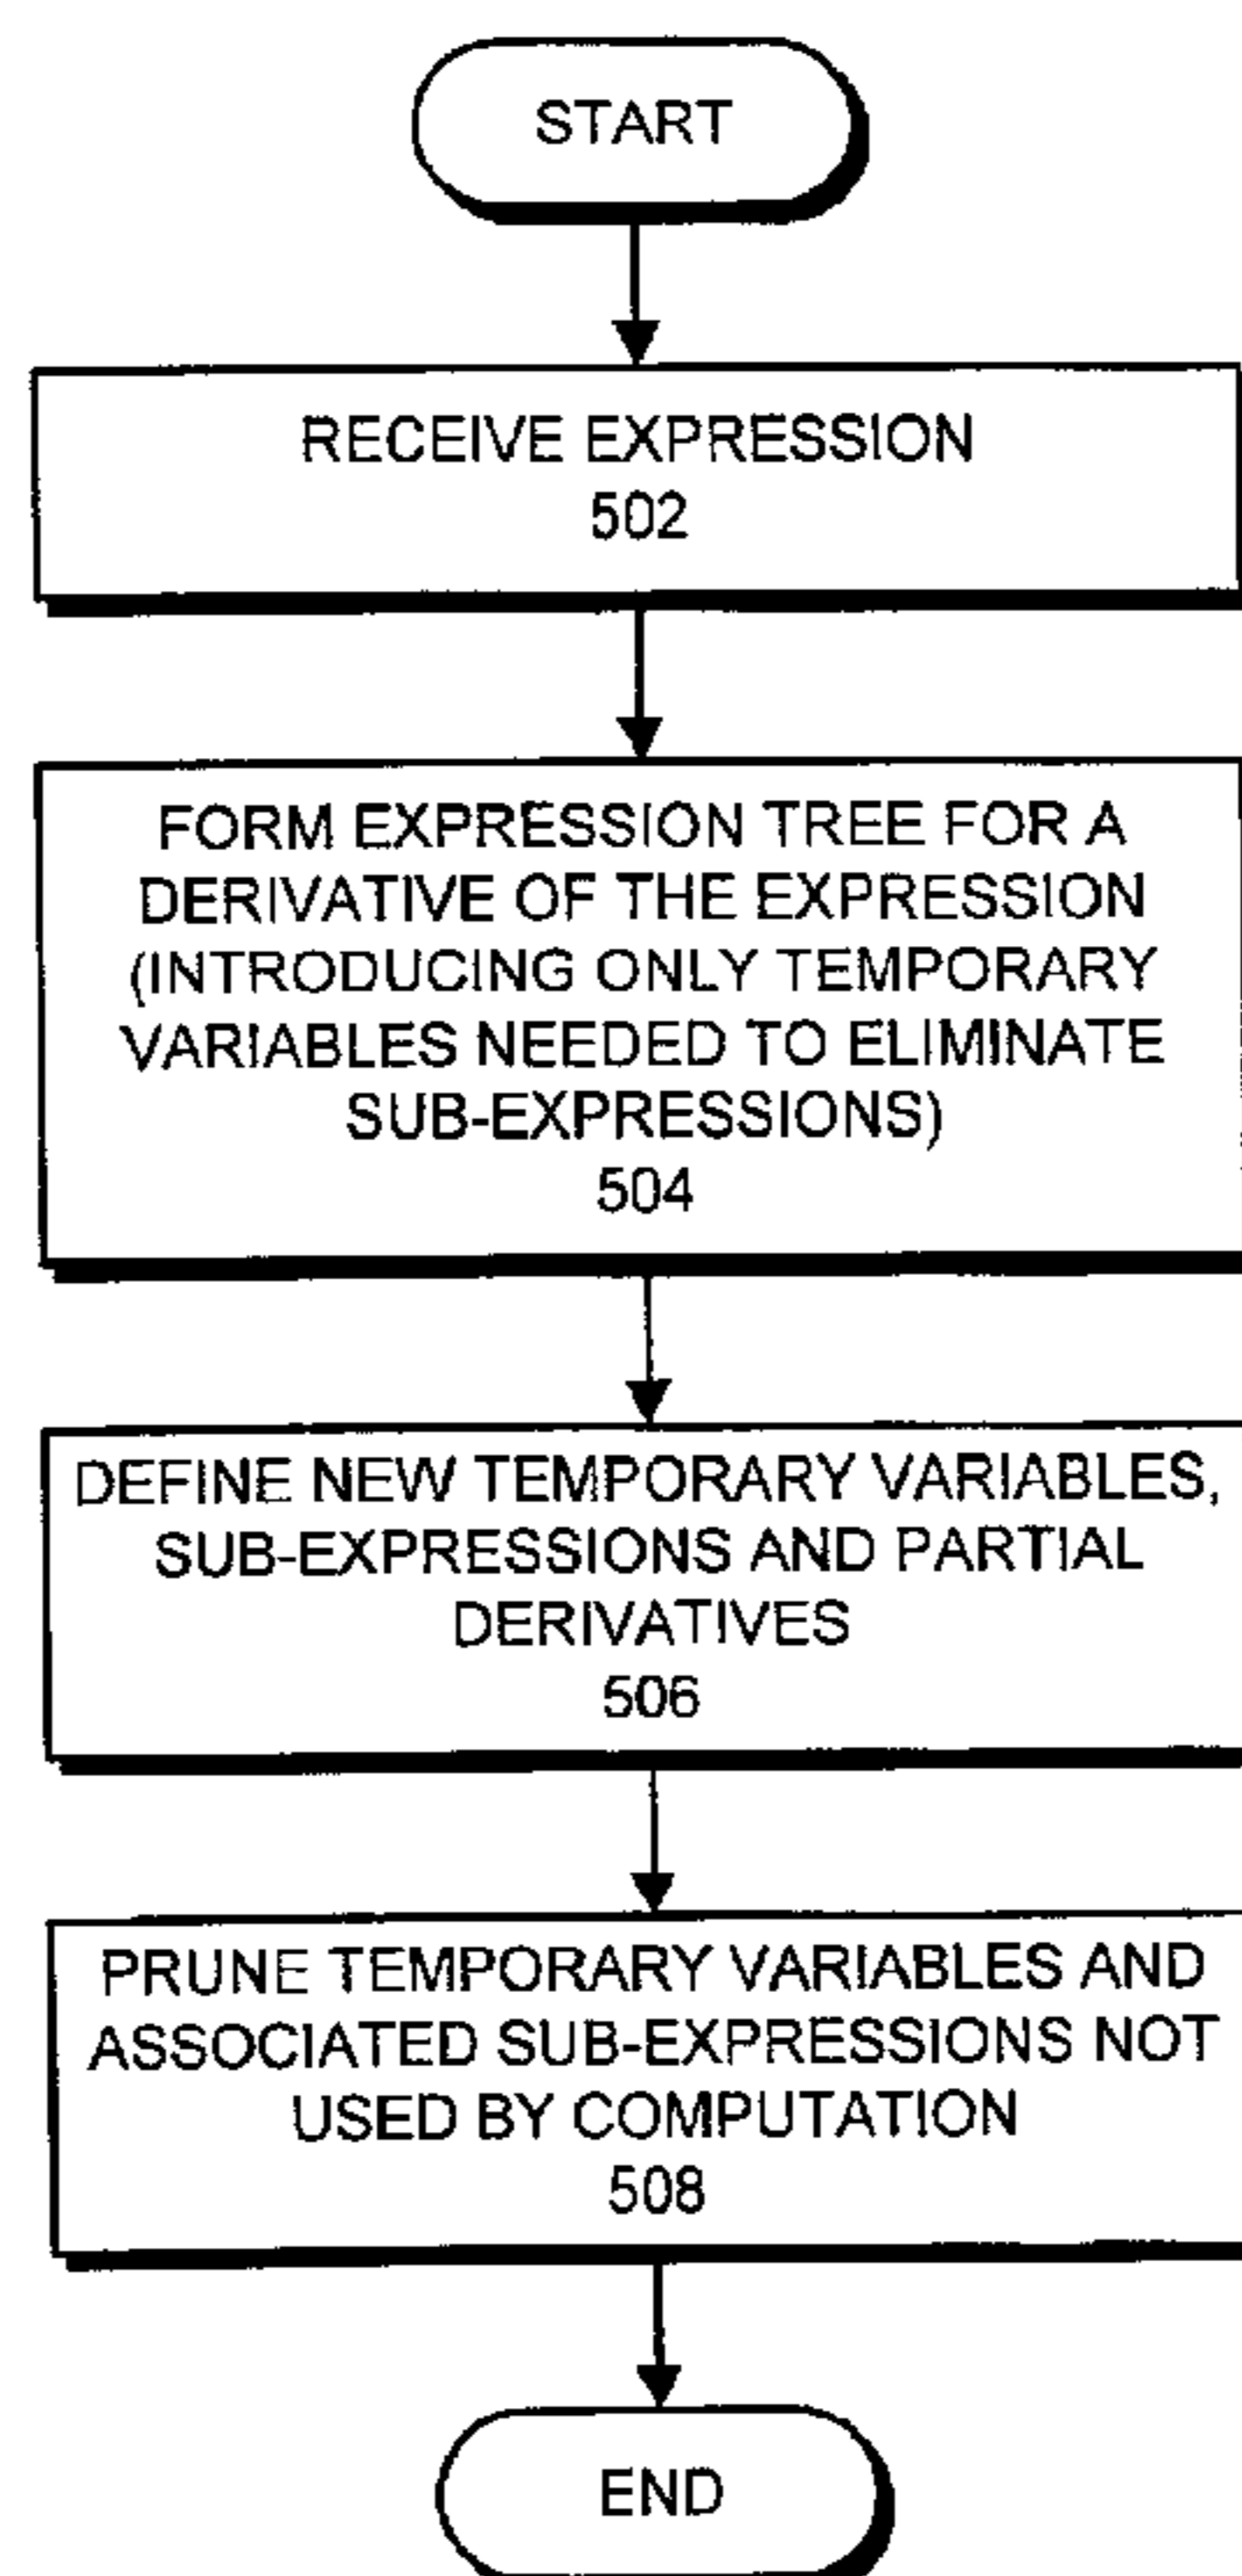 START
RECEIVE EXPRESSION
502
FORM EXPRESSION TREE FOR A
DERIVATIVE OF THE EXPRESSION
(INTRODUCING ONLY TEMPORARY
VARIABLES NEEDED TO ELIMINATE
SUB-EXPRESSIONS)
504
DEFINE NEW TEMPORARY VARIABLES,
SUB-EXPRESSIONS AND PARTIAL
DERIVATIVES
506
PRUNE TEMPORARY VARIABLES AND
ASSOCIATED SUB-EXPRESSIONS NOT
USED BY COMPUTATION
508
END